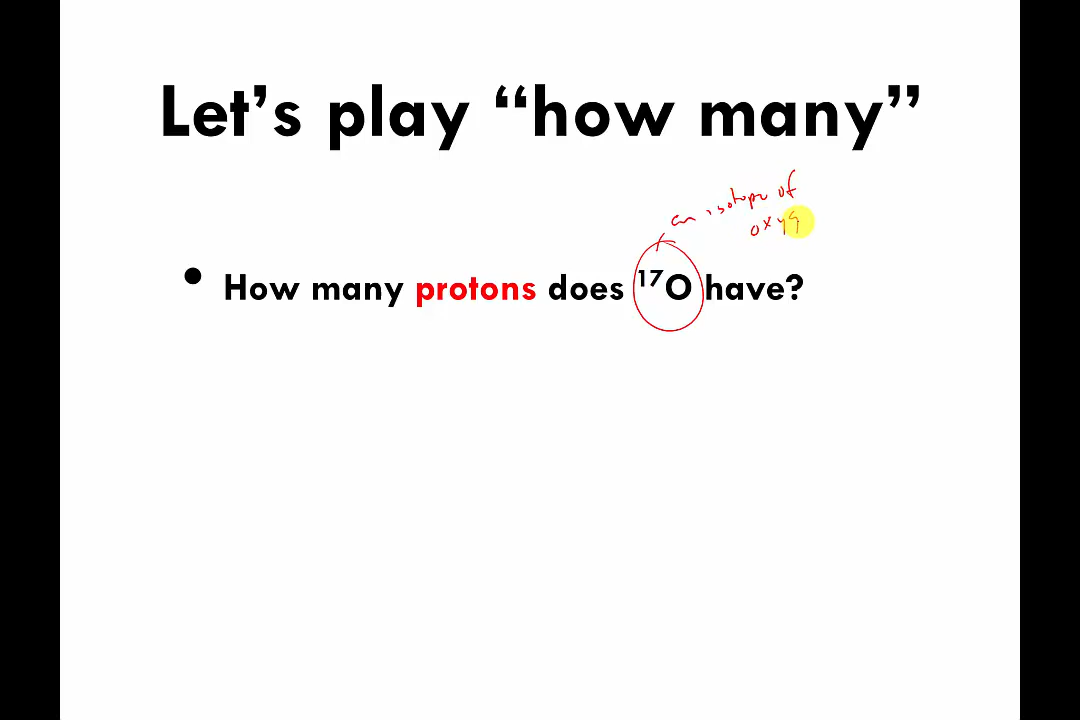 Let's play “how many”
an isotope of
oxyg
• How many protons does ¹⁷O have?